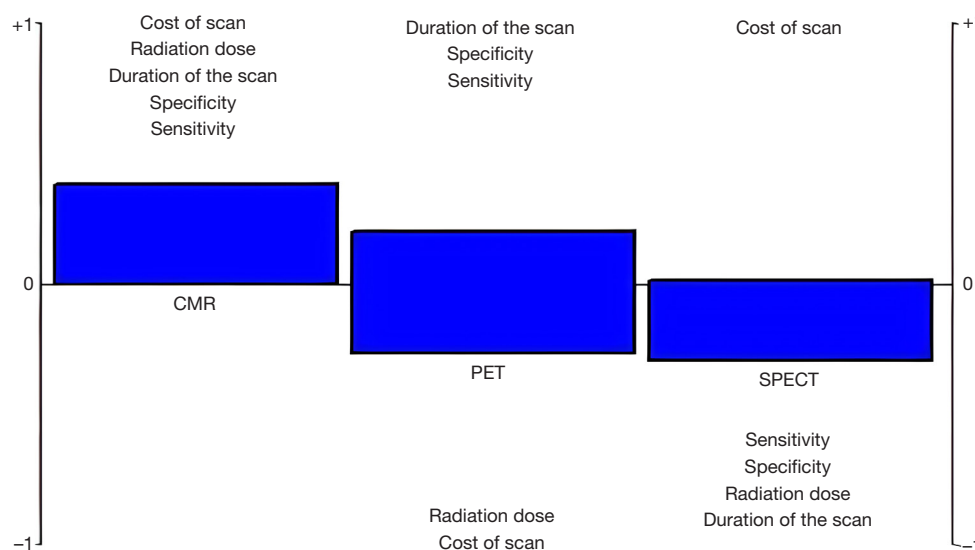 +1
Cost of scan
Radiation dose
Duration of the scan
Specificity
Sensitivity
Duration of the scan
Specificity
Sensitivity
Cost of scan
+
0
CMR
PET
SPECT
0
Sensitivity
Specificity
Radiation dose
Duration of the scan
Radiation dose
Cost of scan
−1